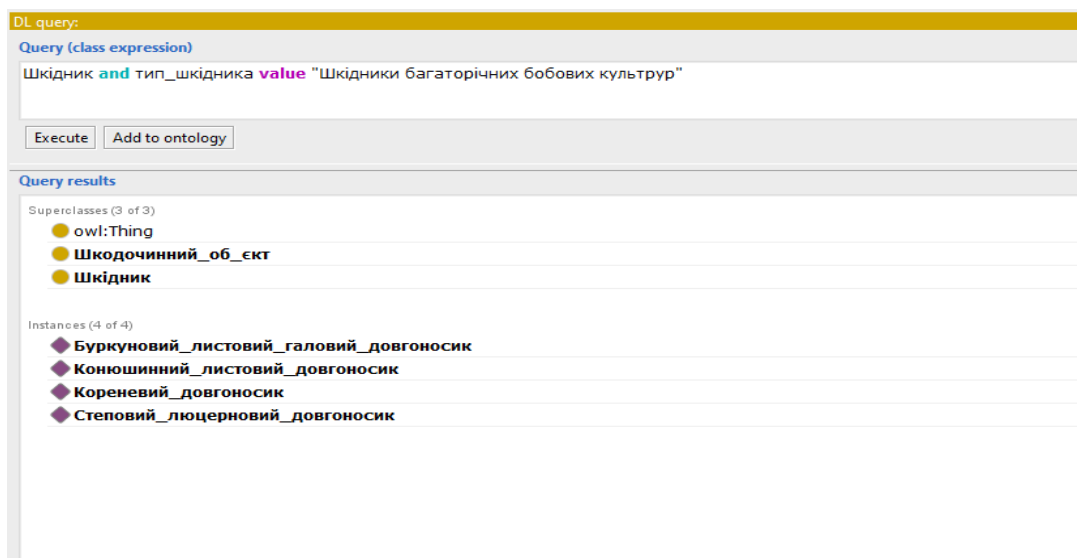 DL query:
Query (class expression)
Шкідник and тип_шкідника value "Шкідники багаторічних бобових культрур"
Execute Add to ontology
Query results
Superclasses (3 of 3)
owl:Thing
Шкодочинний_об_єкт
Шкідник
Instances (4 of 4)
Буркуновий_листовий_галовий_довгоносик
Конюшинний_листовий_довгоносик
Кореневий_довгоносик
Степовий_люцерновий_довгоносик